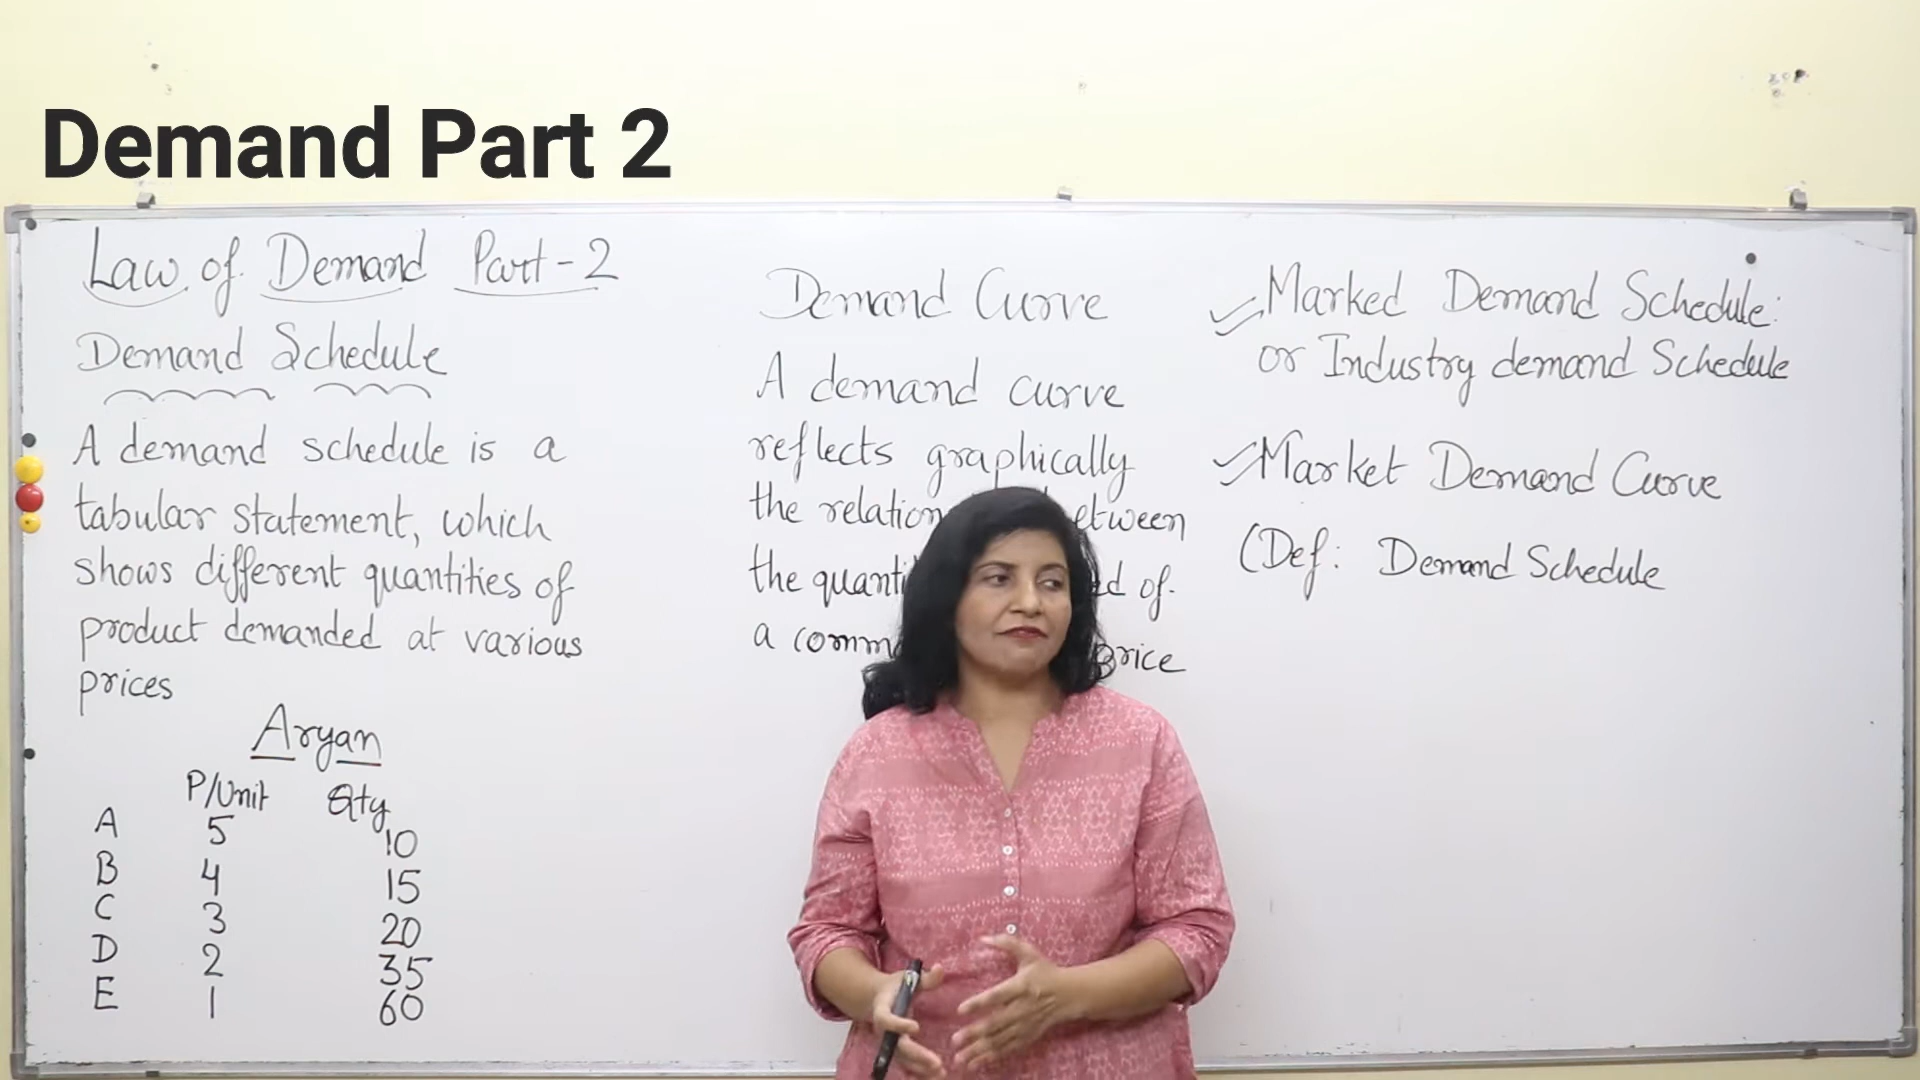 Demand Part 2
Law of Demand Part-2
Demand Schedule
A demand schedule is a
tabular statement, which
shows different quantities of
product demanded at various
prices
Aryan
P/Unit Qty
A 5 10
B 4 15
C 3 20
D 2 35
E 1 60
Demand Curve
A demand curve
reflects graphically
the between
the of
a price
Marked Demand Schedule:
or Industry demand Schedule
Market Demand Curve
(Def: Demand Schedule